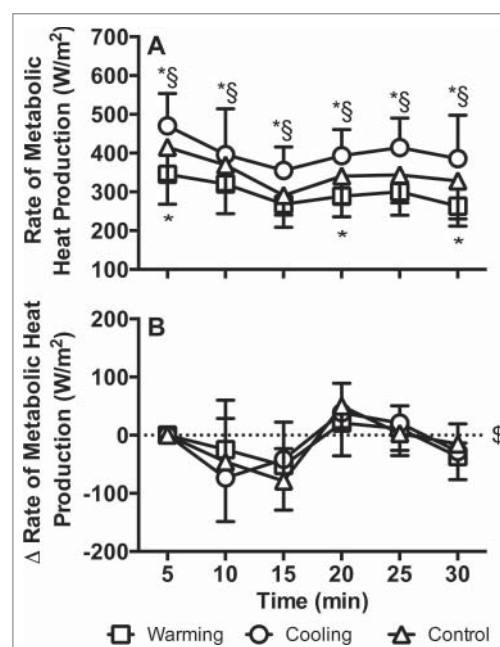 A
Rate of Metabolic
Heat Production (W/m²)
700
600
500
400
300
200
100
*§ *§ *§ *§ *§ *§
* * *
B
Δ Rate of Metabolic Heat
Production (W/m²)
200
100
0
-100
-200
§
5 10 15 20 25 30
Time (min)
Warming Cooling Control